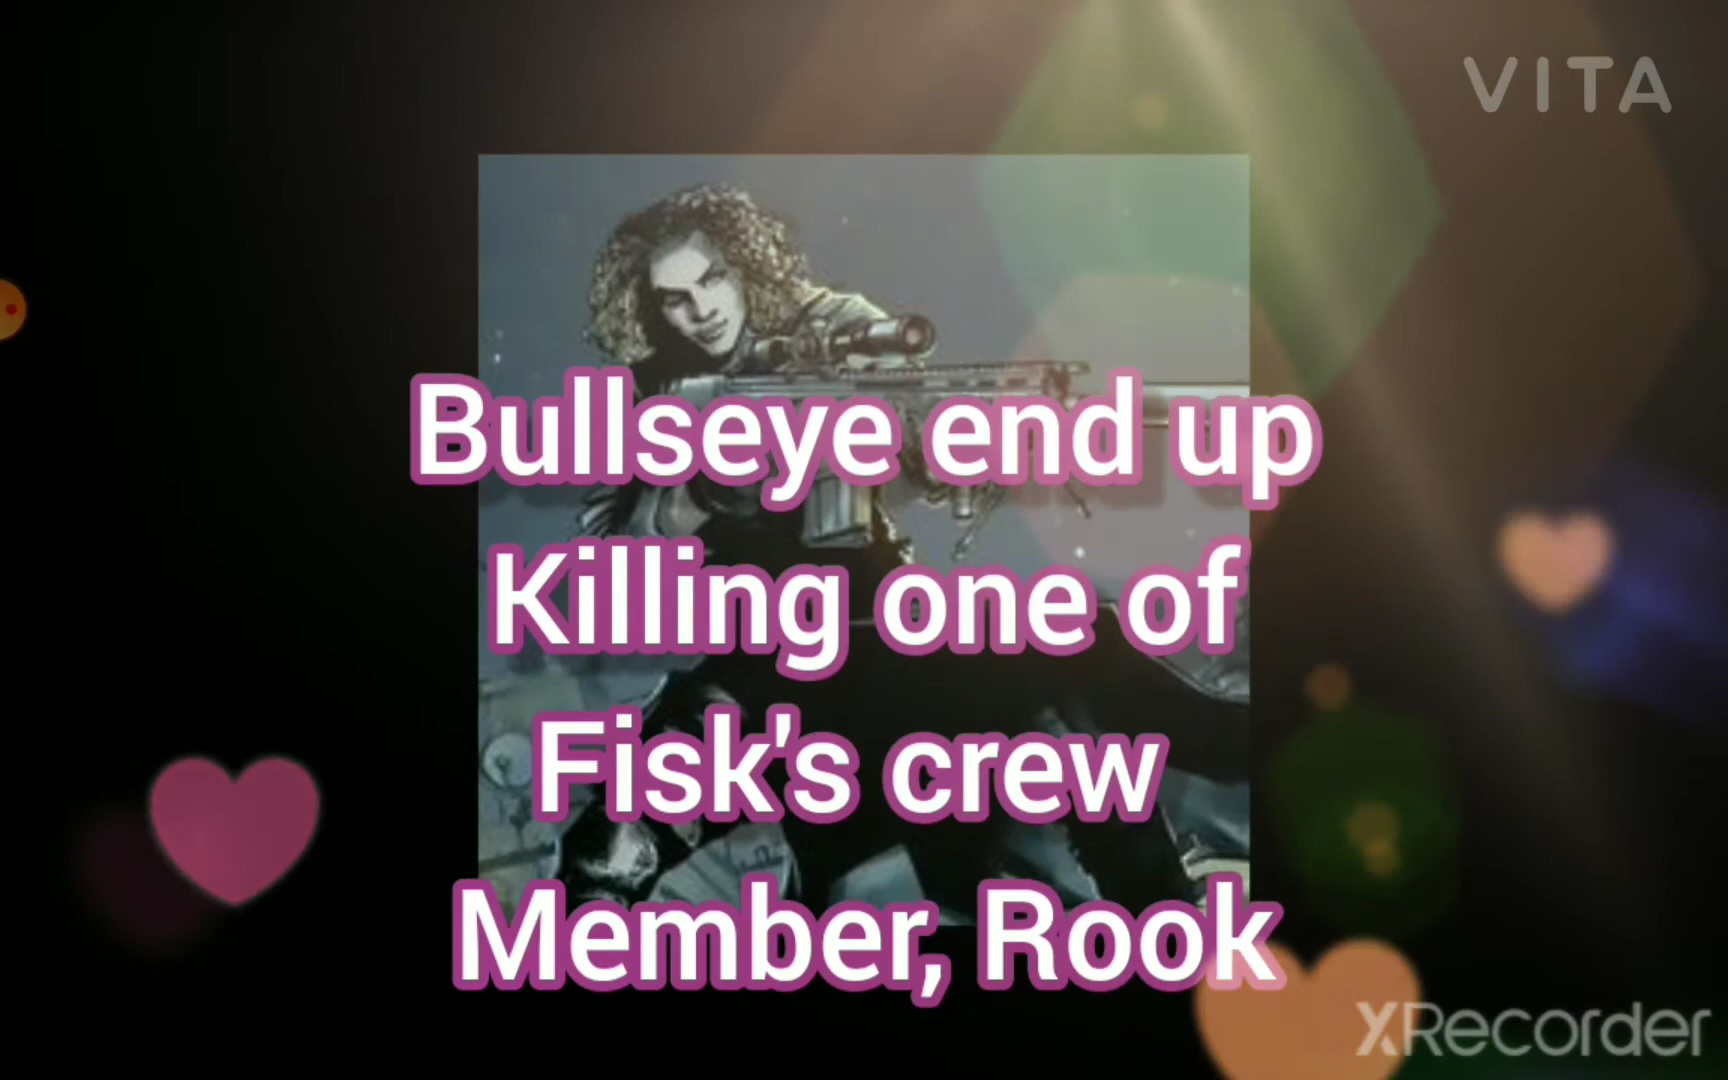 VITA
Bullseye end up
Killing one of
Fisk's crew
Member, Rook
XRecorder